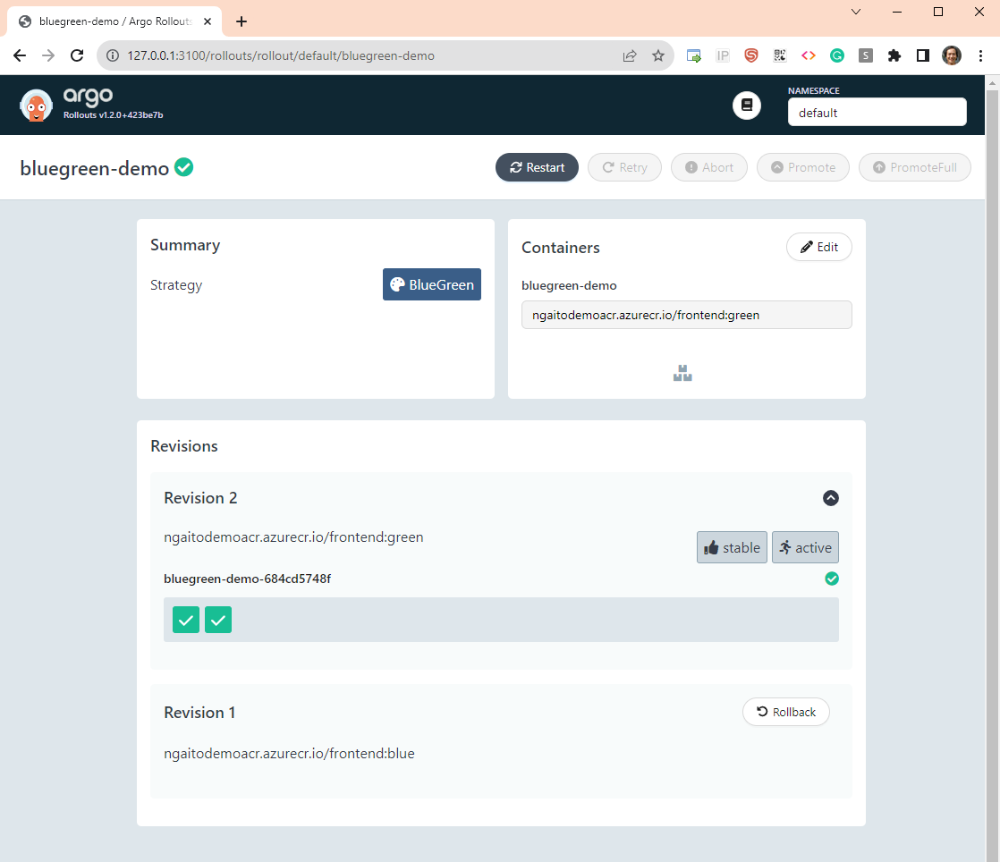 bluegreen-demo / Argo Rollouts
127.0.0.1:3100/rollouts/rollout/default/bluegreen-demo
IP
S
argo
Rollouts v1.2.0+423be7b
NAMESPACE
default
bluegreen-demo
Restart
Retry
Abort
Promote
PromoteFull
Summary
Strategy
BlueGreen
Containers
Edit
bluegreen-demo
ngaitodemoacr.azurecr.io/frontend:green
Revisions
Revision 2
ngaitodemoacr.azurecr.io/frontend:green
stable
active
bluegreen-demo-684cd5748f
Revision 1
Rollback
ngaitodemoacr.azurecr.io/frontend:blue